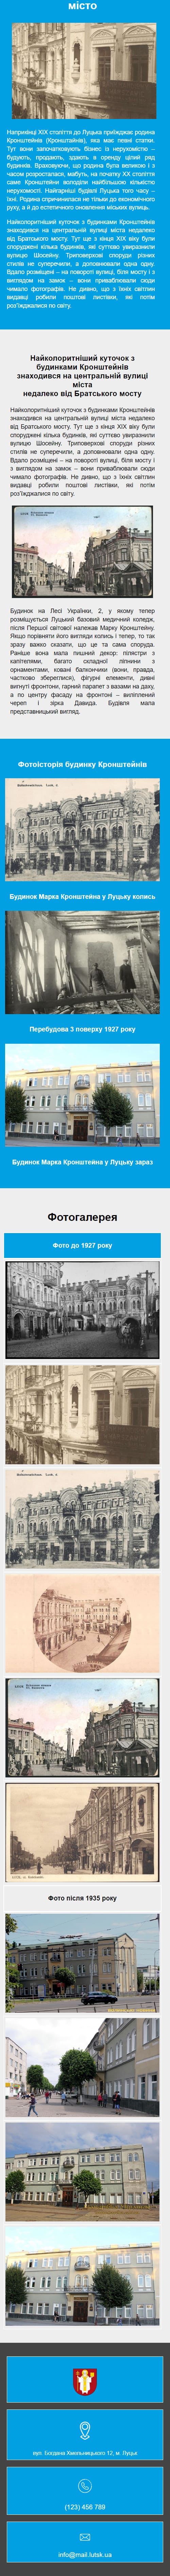 місто
Наприкінці ХІХ століття до Луцька приїжджає родина
Кронштейнів (Кронштайнів), яка має певні статки.
Тут вони започатковують бізнес із нерухомістю –
будують, продають, здають в оренду цілий ряд
будинків. Враховуючи, що родина була великою і з
часом розросталася, мабуть, на початку ХХ століття
саме Кронштейни володіли найбільшою кількістю
нерухомості. Найгарніші будівлі Луцька того часу –
їхні. Родина спричинилася не тільки до економічного
руху, а й до естетичного оновлення міських вулиць.
Найколоритніший куточок з будинками Кронштейнів
знаходився на центральній вулиці міста недалеко
від Братського мосту. Тут ще з кінця ХІХ віку були
споруджені кілька будинків, які суттєво увиразнили
вулицю Шосейну. Триповерхові споруди різних
стилів не суперечили, а доповнювали одна одну.
Вдало розміщені – на повороті вулиці, біля мосту і з
виглядом на замок – вони приваблювали сюди
чимало фотографів. Не дивно, що з їхніх світлин
видавці робили поштові листівки, які потім
роз'їжджалися по світу.
Найколоритніший куточок з
будинками Кронштейнів
знаходився на центральній вулиці
міста
недалеко від Братського мосту
Найколоритніший куточок з будинками Кронштейнів
знаходився на центральній вулиці міста недалеко
від Братського мосту. Тут ще з кінця ХІХ віку були
споруджені кілька будинків, які суттєво увиразнили
вулицю Шосейну. Триповерхові споруди різних
стилів не суперечили, а доповнювали одна одну.
Вдало розміщені – на повороті вулиці, біля мосту і
з виглядом на замок – вони приваблювали сюди
чимало фотографів. Не дивно, що з їхніх світлин
видавці робили поштові листівки, які потім
роз'їжджалися по світу.
Будинок на Лесі Українки, 2, у якому тепер
розміщується Луцький базовий медичний коледж,
після Першої світової належав Марку Кронштейну.
Якщо порівняти його вигляд колись і тепер, то так
зразу важко сказати, що це та сама споруда.
Раніше вона мала пишний декор: пілястри з
капітелями, багато складної ліпнини з
орнаментами, ковані балкончики (вони, правда,
частково збереглися), фігурні елементи, дивні
вигнуті фронтони, гарний парапет з вазами на даху,
а по центру фасаду на фронтоні – виліплений
череп і зірка Давида. Будівля мала
представницький вигляд.
Фотоісторія будинку Кронштейнів
Будинок Марка Кронштейна у Луцьку колись
Перебудова 3 поверху 1927 року
Будинок Марка Кронштейна у Луцьку зараз
Фотогалерея
Фото до 1927 року
Фото після 1935 року
вул. Богдана Хмельницького 12, м. Луцьк
(123) 456 789
info@mail.lutsk.ua